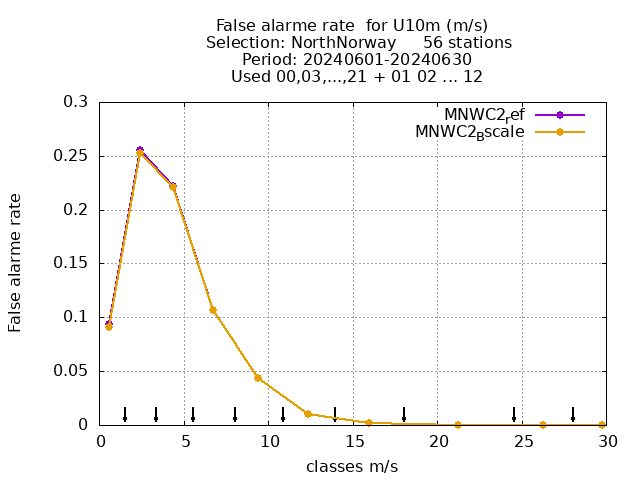 False alarme rate  for U10m (m/s)
Selection: NorthNorway     56 stations
Period: 20240601-20240630
Used 00,03,...,21 + 01 02 ... 12
MNWC2_ref
MNWC2_Bscale
0.3
0.25
0.2
0.15
0.1
0.05
0
False alarme rate
0 5 10 15 20 25 30
classes m/s